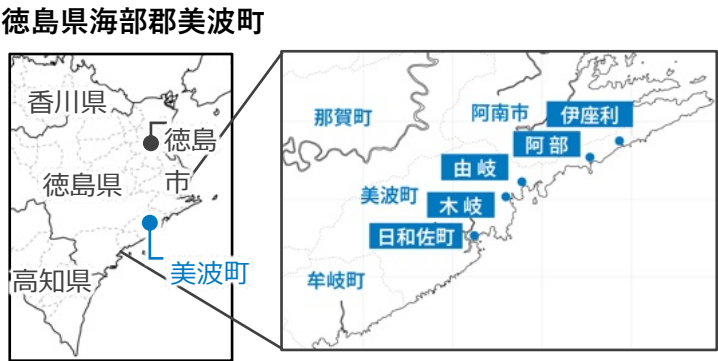 徳島県海部郡美波町
香川県
徳島
市
徳島県
美波町
高知県
那賀町
阿南市
伊座利
阿部
由岐
美波町
木岐
日和佐町
牟岐町